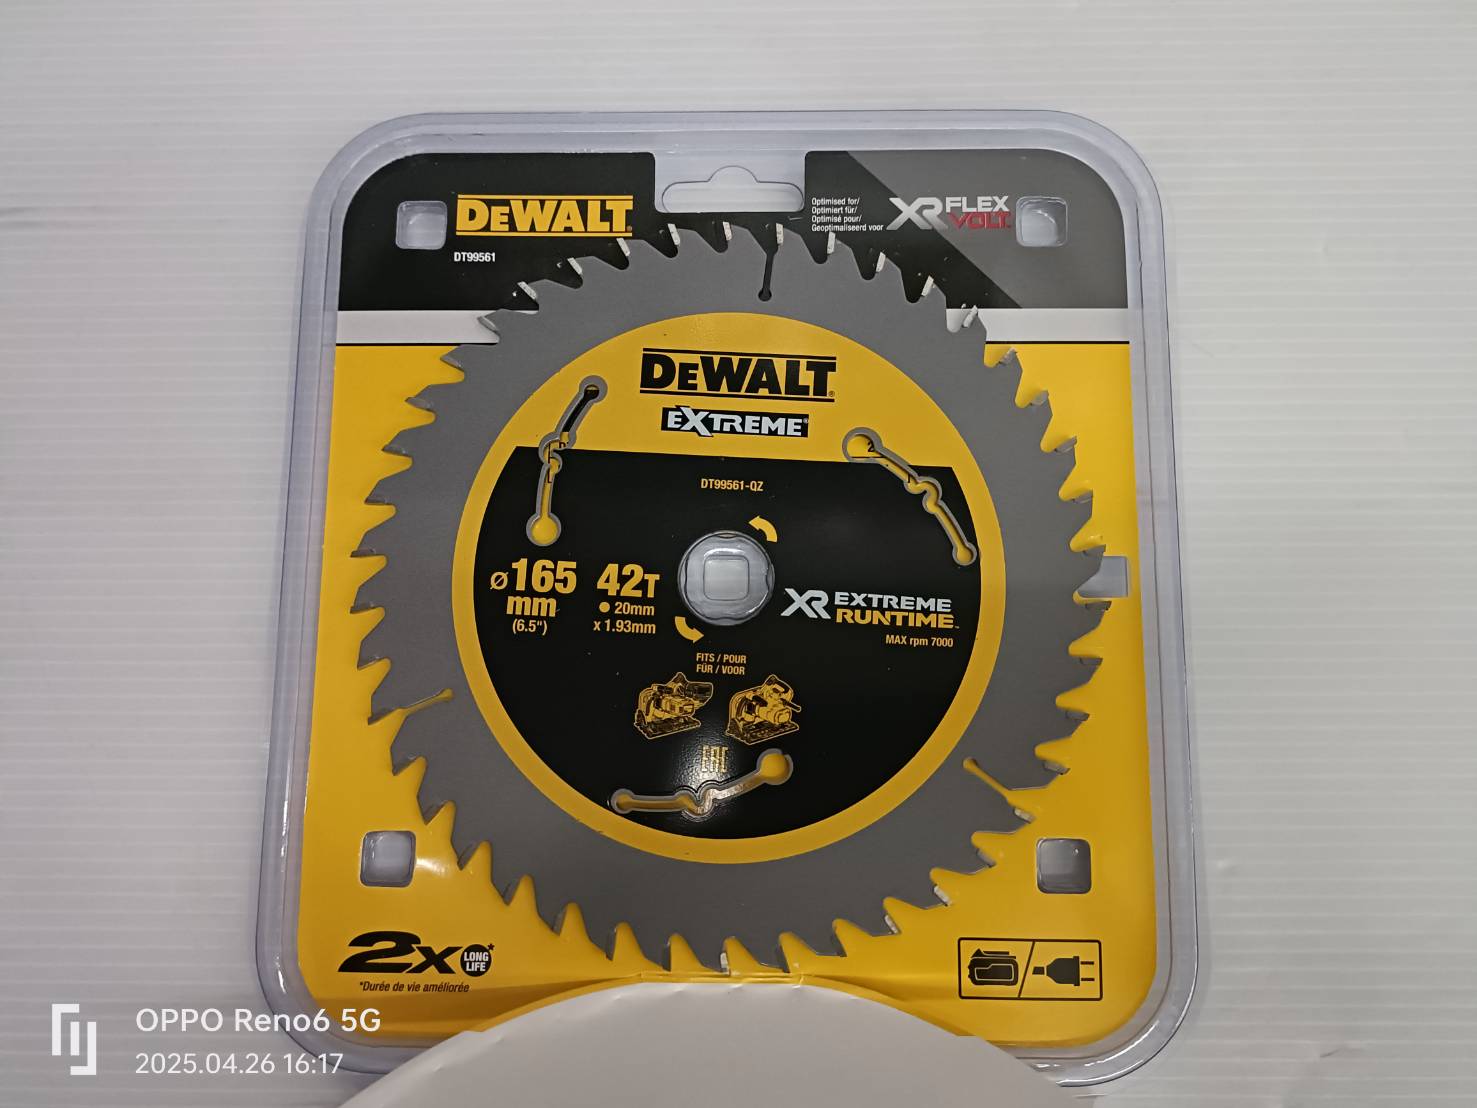 DEWALT
DT99561
Optimised for/
Optimiert für/
Optimisé pour/
Geoptimaliseerd voor
XR FLEX
VOLT
DEWALT
EXTREME
DT99561-QZ
ø165
mm
(6.5")
42T
20mm
x 1.93mm
XR EXTREME
RUNTIME™
MAX rpm 7000
FITS / POUR
FÜR / VOOR
EAC
2x LONG
LIFE*
*Durée de vie améliorée
OPPO Reno6 5G
2025.04.26 16:17